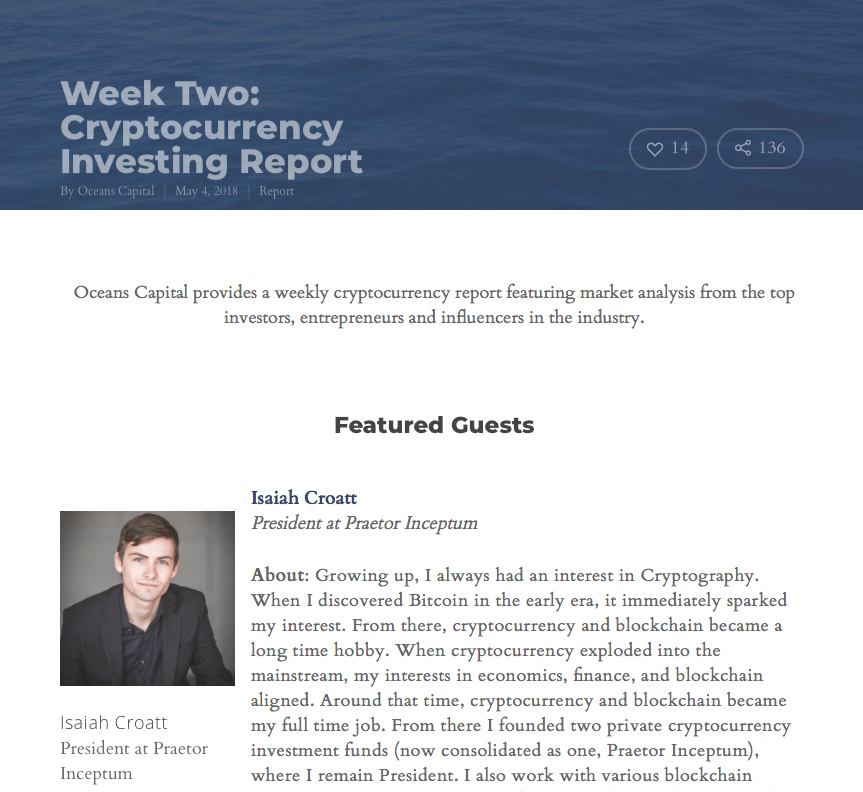 Week Two:
Cryptocurrency
Investing Report
By Oceans Capital | May 4, 2018 | Report
14
136
Oceans Capital provides a weekly cryptocurrency report featuring market analysis from the top
investors, entrepreneurs and influencers in the industry.
Featured Guests
Isaiah Croatt
President at Praetor Inceptum
About: Growing up, I always had an interest in Cryptography.
When I discovered Bitcoin in the early era, it immediately sparked
my interest. From there, cryptocurrency and blockchain became a
long time hobby. When cryptocurrency exploded into the
mainstream, my interests in economics, finance, and blockchain
aligned. Around that time, cryptocurrency and blockchain became
my full time job. From there I founded two private cryptocurrency
investment funds (now consolidated as one, Praetor Inceptum),
where I remain President. I also work with various blockchain
Isaiah Croatt
President at Praetor
Inceptum